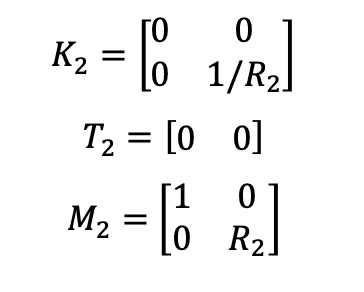 K₂ = [0 0
0 1/R₂]
T₂ = [0 0]
M₂ = [1 0
0 R₂]